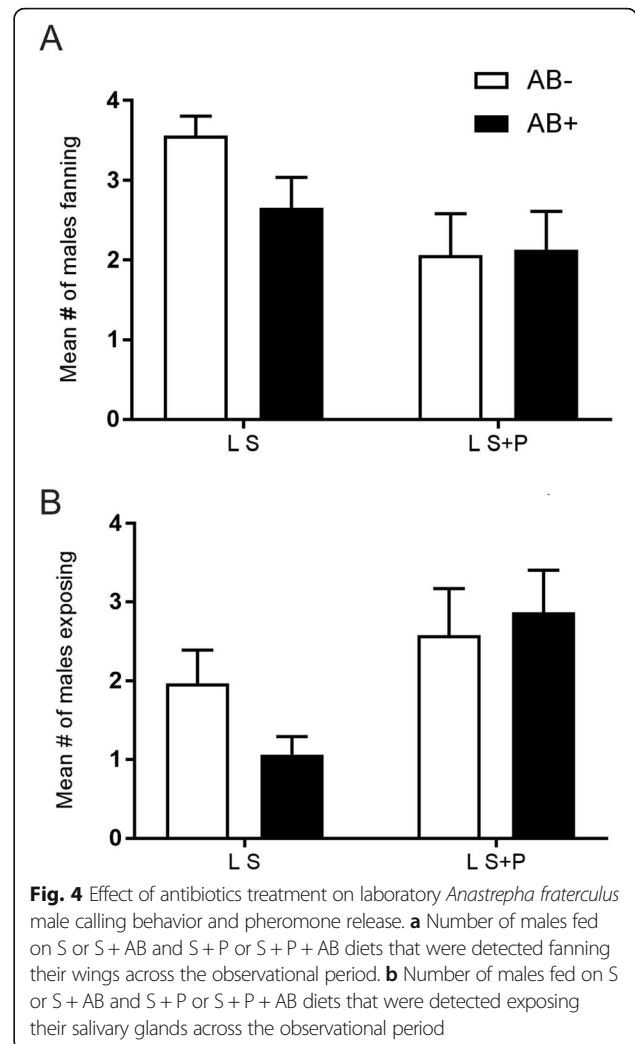 A
AB-
AB+
Mean # of males fanning
4
3
2
1
0
L S
L S+P
B
Mean # of males exposing
4
3
2
1
0
L S
L S+P
Fig. 4 Effect of antibiotics treatment on laboratory Anastrepha fraterculus
male calling behavior and pheromone release. a Number of males fed
on S or S + AB and S + P or S + P + AB diets that were detected fanning
their wings across the observational period. b Number of males fed on S
or S + AB and S + P or S + P + AB diets that were detected exposing
their salivary glands across the observational period